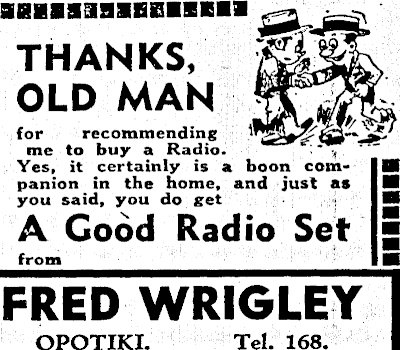 THANKS,
OLD MAN
for recommending
me to buy a Radio.
Yes, it certainly is a boon com-
panion in the home, and just as
you said, you do get
A Good Radio Set
from
FRED WRIGLEY
OPOTIKI. Tel. 168.